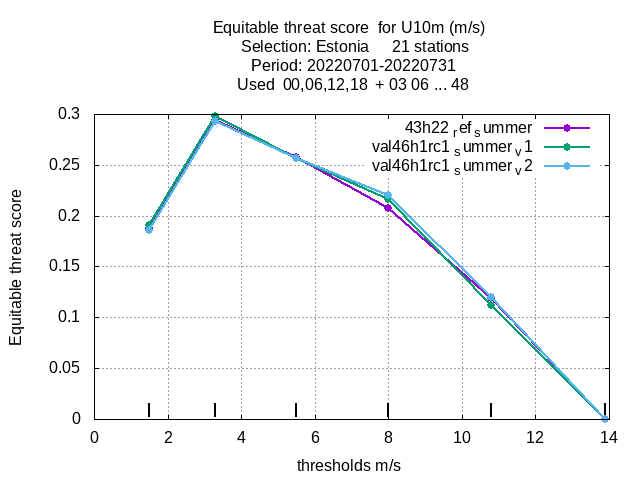 Equitable threat score  for U10m (m/s)
Selection: Estonia     21 stations
Period: 20220701-20220731
Used  00,06,12,18  + 03 06 ... 48
43h22 ref summer
val46h1rc1 summer v1
val46h1rc1 summer v2
Equitable threat score
0.3
0.25
0.2
0.15
0.1
0.05
0
0 2 4 6 8 10 12 14
thresholds m/s